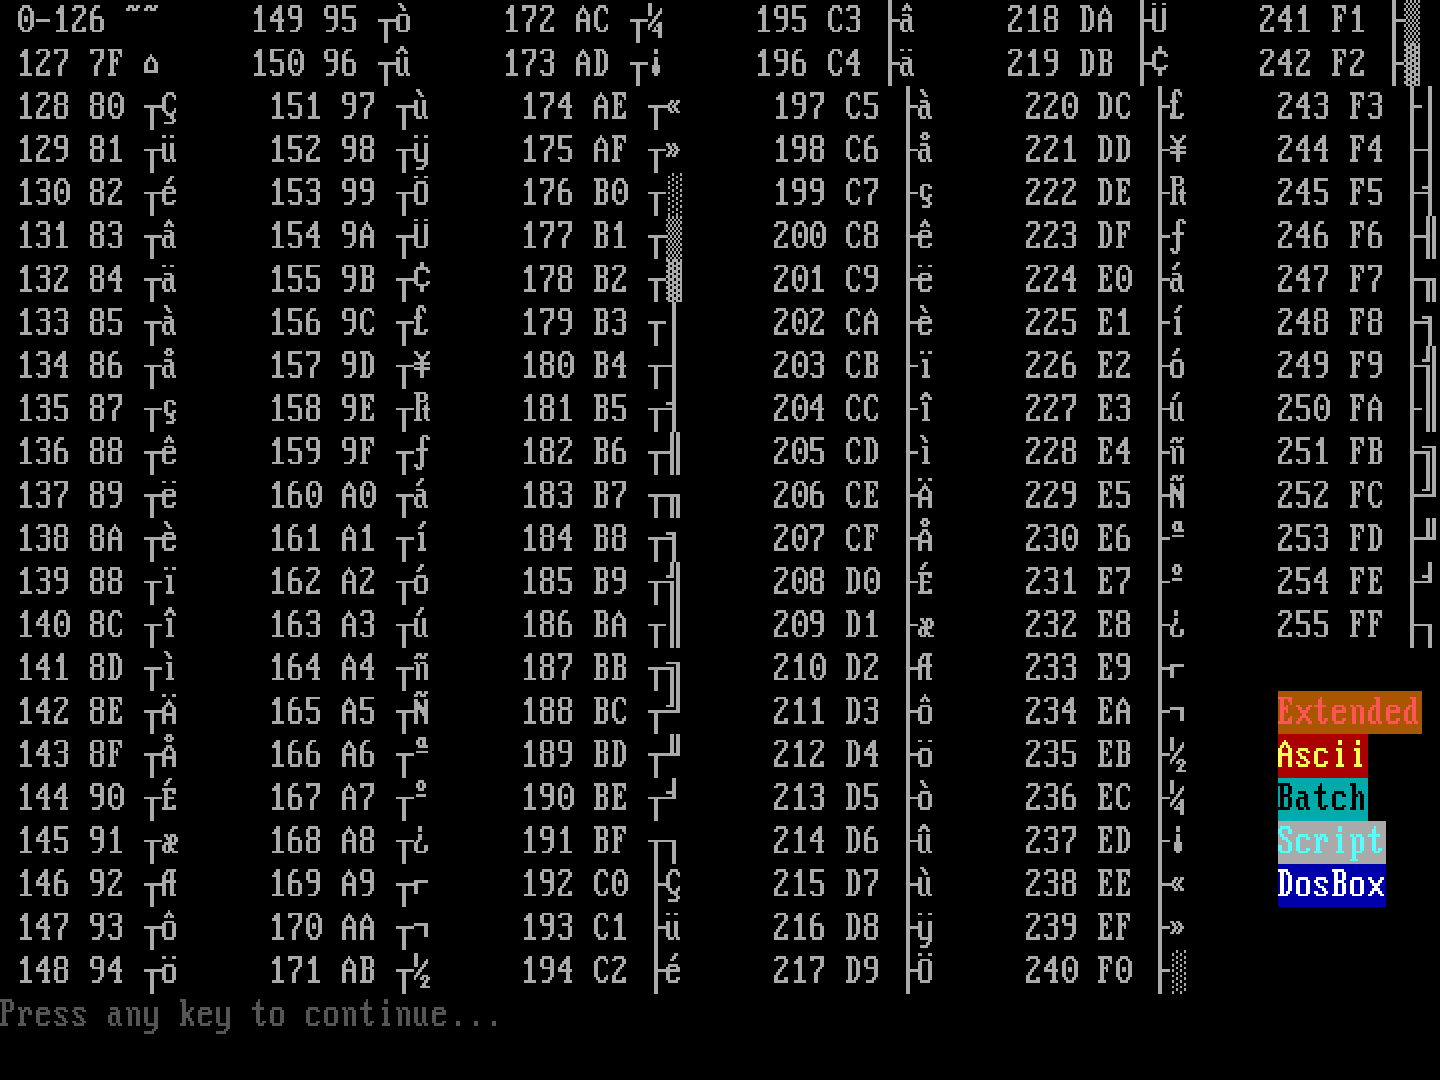 0-126 ~~ 149 95 ┬ò 172 AC ┬¼ 195 C3 ├â 218 DA ├Ü 241 F1 ├▒
127 7F ⌂ 150 96 ┬û 173 AD ┬¡ 196 C4 ├ä 219 DB ├¢ 242 F2 ├▓
128 80 ┬Ç 151 97 ┬ù 174 AE ┬« 197 C5 ├à 220 DC ├£ 243 F3 ├│
129 81 ┬ü 152 98 ┬ÿ 175 AF ┬» 198 C6 ├å 221 DD ├¥ 244 F4 ├┤
130 82 ┬é 153 99 ┬Ö 176 B0 ┬░ 199 C7 ├ç 222 DE ├₧ 245 F5 ├╡
131 83 ┬â 154 9A ┬Ü 177 B1 ┬▒ 200 C8 ├ê 223 DF ├ƒ 246 F6 ├╢
132 84 ┬ä 155 9B ┬¢ 178 B2 ┬▓ 201 C9 ├ë 224 E0 ├á 247 F7 ├╖
133 85 ┬à 156 9C ┬£ 179 B3 ┬│ 202 CA ├è 225 E1 ├í 248 F8 ├╕
134 86 ┬å 157 9D ┬¥ 180 B4 ┬┤ 203 CB ├ï 226 E2 ├ó 249 F9 ├╣
135 87 ┬ç 158 9E ┬₧ 181 B5 ┬╡ 204 CC ├î 227 E3 ├ú 250 FA ├║
136 88 ┬ê 159 9F ┬ƒ 182 B6 ┬╢ 205 CD ├ì 228 E4 ├ñ 251 FB ├╗
137 89 ┬ë 160 A0 ┬á 183 B7 ┬╖ 206 CE ├Ä 229 E5 ├Ñ 252 FC ├╝
138 8A ┬è 161 A1 ┬í 184 B8 ┬╕ 207 CF ├Å 230 E6 ├ª 253 FD ├╜
139 88 ┬ï 162 A2 ┬ó 185 B9 ┬╣ 208 D0 ├É 231 E7 ├º 254 FE ├╛
140 8C ┬î 163 A3 ┬ú 186 BA ┬║ 209 D1 ├æ 232 E8 ├¿ 255 FF ├┐
141 8D ┬ì 164 A4 ┬ñ 187 BB ┬╗ 210 D2 ├Æ 233 E9 ├⌐
142 8E ┬Ä 165 A5 ┬Ñ 188 BC ┬╝ 211 D3 ├ô 234 EA ├¬ Extended
143 8F ┬Å 166 A6 ┬ª 189 BD ┬╜ 212 D4 ├ö 235 EB ├½ Ascii
144 90 ┬É 167 A7 ┬º 190 BE ┬╛ 213 D5 ├ò 236 EC ├¼ Batch
145 91 ┬æ 168 A8 ┬¿ 191 BF ┬┐ 214 D6 ├û 237 ED ├¡ Script
146 92 ┬Æ 169 A9 ┬⌐ 192 C0 ├Ç 215 D7 ├ù 238 EE ├« DosBox
147 93 ┬ô 170 AA ┬¬ 193 C1 ├ü 216 D8 ├ÿ 239 EF ├»
148 94 ┬ö 171 AB ┬½ 194 C2 ├é 217 D9 ├Ö 240 F0 ├░
Press any key to continue...